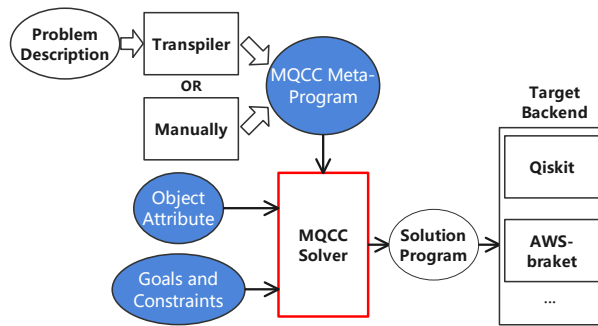 Problem
Description
Transpiler
OR
Manually
MQCC Meta-
Program
Target
Backend
Qiskit
Object
Attribute
MQCC
Solver
Solution
Program
AWS-
braket
Goals and
Constraints
...